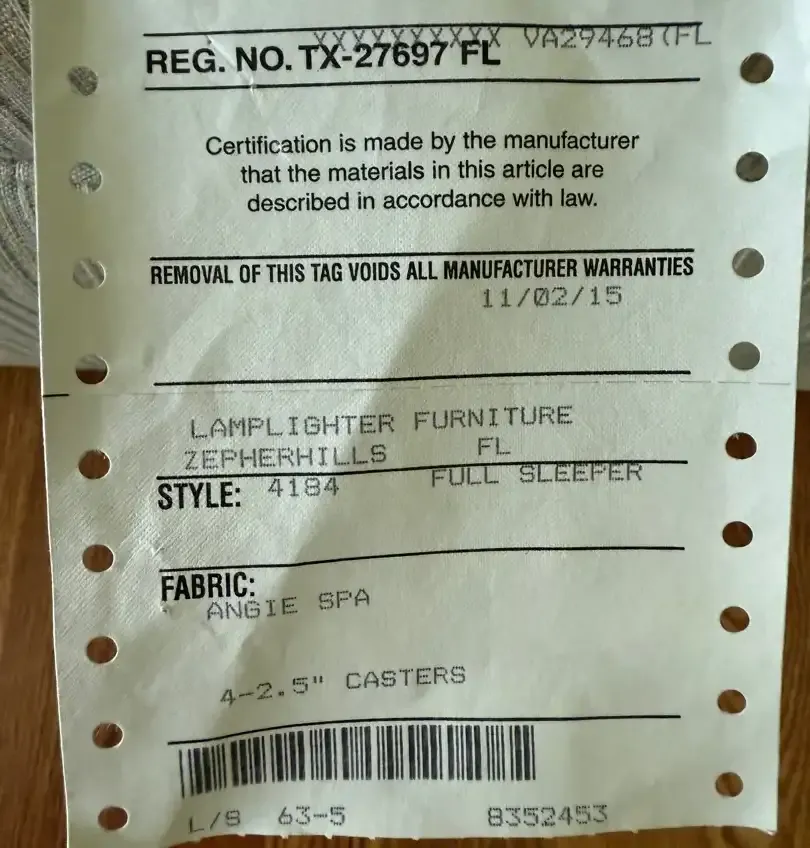 XXXXXXXXXX VA29468(FL
REG. NO. TX-27697 FL
Certification is made by the manufacturer
that the materials in this article are
described in accordance with law.
REMOVAL OF THIS TAG VOIDS ALL MANUFACTURER WARRANTIES
11/02/15
LAMPLIGHTER FURNITURE
ZEPHERHILLS FL
STYLE: 4184 FULL SLEEPER
FABRIC:
ANGIE SPA
4-2.5" CASTERS
L/S 63-5 8352453